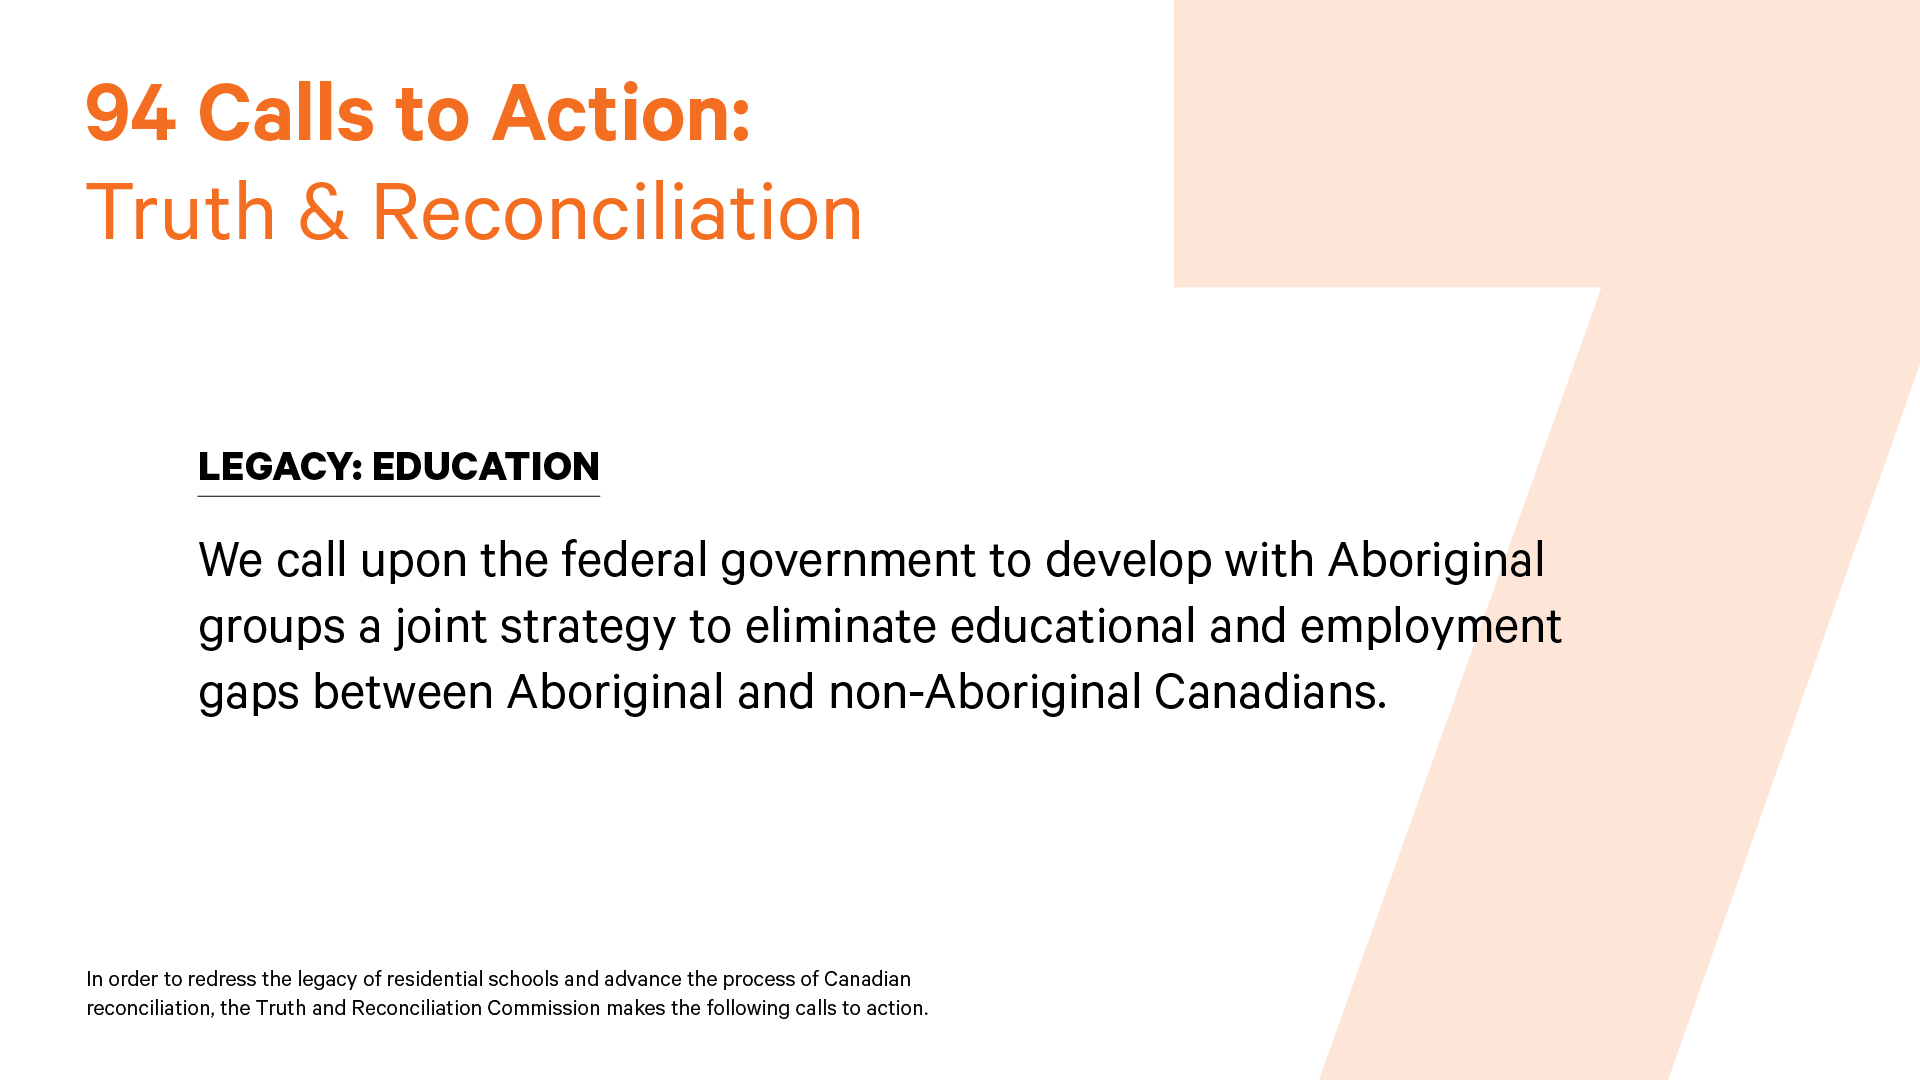 94 Calls to Action:
Truth & Reconciliation
7
LEGACY: EDUCATION
We call upon the federal government to develop with Aboriginal
groups a joint strategy to eliminate educational and employment
gaps between Aboriginal and non-Aboriginal Canadians.
In order to redress the legacy of residential schools and advance the process of Canadian
reconciliation, the Truth and Reconciliation Commission makes the following calls to action.